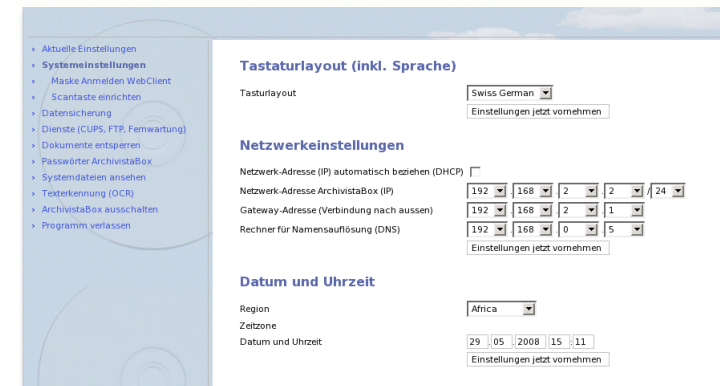 Aktuelle Einstellungen
Systemeinstellungen
Maske Anmelden WebClient
Scantaste einrichten
Datensicherung
Dienste (CUPS, FTP, Fernwartung)
Dokumente entsperren
Passwörter ArchivistaBox
Systemdateien ansehen
Texterkennung (OCR)
ArchivistaBox ausschalten
Programm verlassen
Tastaturlayout (inkl. Sprache)
Tasturlayout Swiss German
Einstellungen jetzt vornehmen
Netzwerkeinstellungen
Netzwerk-Adresse (IP) automatisch beziehen (DHCP)
Netzwerk-Adresse ArchivistaBox (IP) 192 . 168 . 2 . 2 / 24
Gateway-Adresse (Verbindung nach aussen) 192 . 168 . 2 . 1
Rechner für Namensauflösung (DNS) 192 . 168 . 0 . 5
Einstellungen jetzt vornehmen
Datum und Uhrzeit
Region Africa
Zeitzone
Datum und Uhrzeit 29 . 05 . 2008 15 : 11
Einstellungen jetzt vornehmen